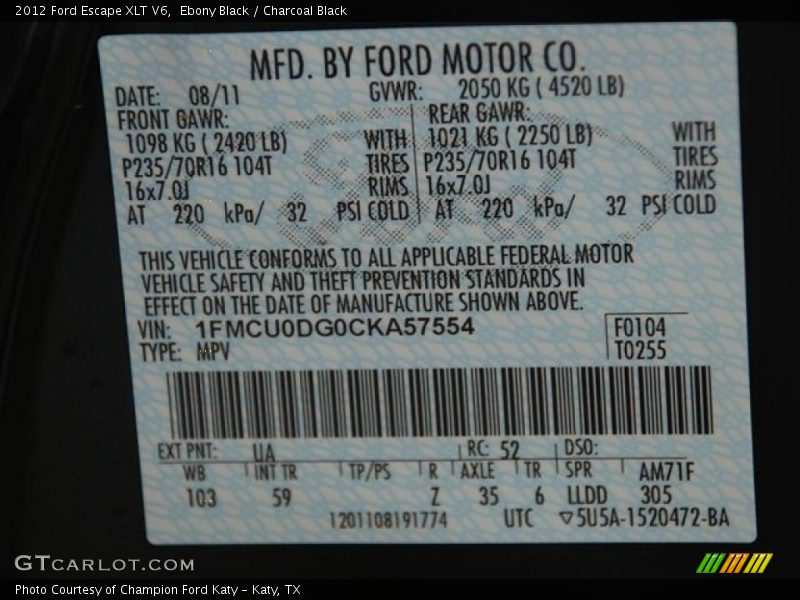 2012 Ford Escape XLT V6,  Ebony Black / Charcoal Black
MFD. BY FORD MOTOR CO.
DATE: 08/11 GVWR: 2050 KG ( 4520 LB)
FRONT GAWR: REAR GAWR:
1098 KG ( 2420 LB) WITH 1021 KG ( 2250 LB) WITH
P235/70R16 104T TIRES P235/70R16 104T TIRES
16x7.0J RIMS 16x7.0J RIMS
AT 220 kPa/ 32 PSI COLD AT 220 kPa/ 32 PSI COLD
THIS VEHICLE CONFORMS TO ALL APPLICABLE FEDERAL MOTOR
VEHICLE SAFETY AND THEFT PREVENTION STANDARDS IN
EFFECT ON THE DATE OF MANUFACTURE SHOWN ABOVE.
VIN: 1FMCU0DG0CKA57554 F0104
TYPE: MPV T0255
EXT PNT: UA RC: 52 DSO:
WB INT TR TP/PS R AXLE TR SPR AM71F
103 59 Z 35 6 LLDD 305
1201108191774 UTC ▽5U5A-1520472-BA
GTCARLOT.COM
Photo Courtesy of Champion Ford Katy – Katy, TX